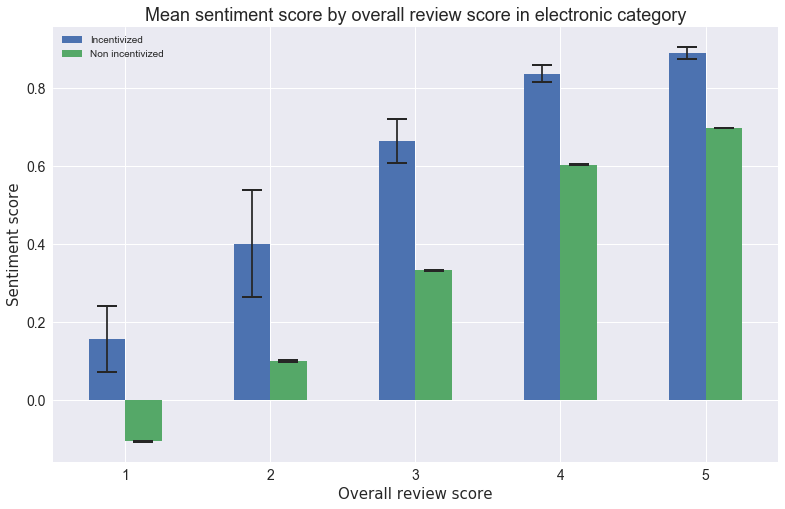 Mean sentiment score by overall review score in electronic category
Incentivized
Non incentivized
Sentiment score
0.8
0.6
0.4
0.2
0.0
1 2 3 4 5
Overall review score